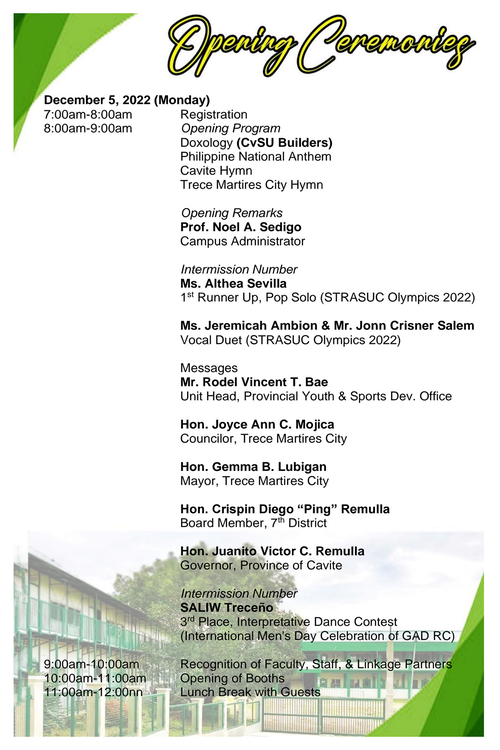 Opening Ceremonies
December 5, 2022 (Monday)
7:00am-8:00am Registration
8:00am-9:00am Opening Program
Doxology (CvSU Builders)
Philippine National Anthem
Cavite Hymn
Trece Martires City Hymn
Opening Remarks
Prof. Noel A. Sedigo
Campus Administrator
Intermission Number
Ms. Althea Sevilla
1st Runner Up, Pop Solo (STRASUC Olympics 2022)
Ms. Jeremicah Ambion & Mr. Jonn Crisner Salem
Vocal Duet (STRASUC Olympics 2022)
Messages
Mr. Rodel Vincent T. Bae
Unit Head, Provincial Youth & Sports Dev. Office
Hon. Joyce Ann C. Mojica
Councilor, Trece Martires City
Hon. Gemma B. Lubigan
Mayor, Trece Martires City
Hon. Crispin Diego “Ping” Remulla
Board Member, 7th District
Hon. Juanito Victor C. Remulla
Governor, Province of Cavite
Intermission Number
SALIW Treceño
3rd Place, Interpretative Dance Contest
(International Men's Day Celebration of GAD RC)
9:00am-10:00am Recognition of Faculty, Staff, & Linkage Partners
10:00am-11:00am Opening of Booths
11:00am-12:00nn Lunch Break with Guests